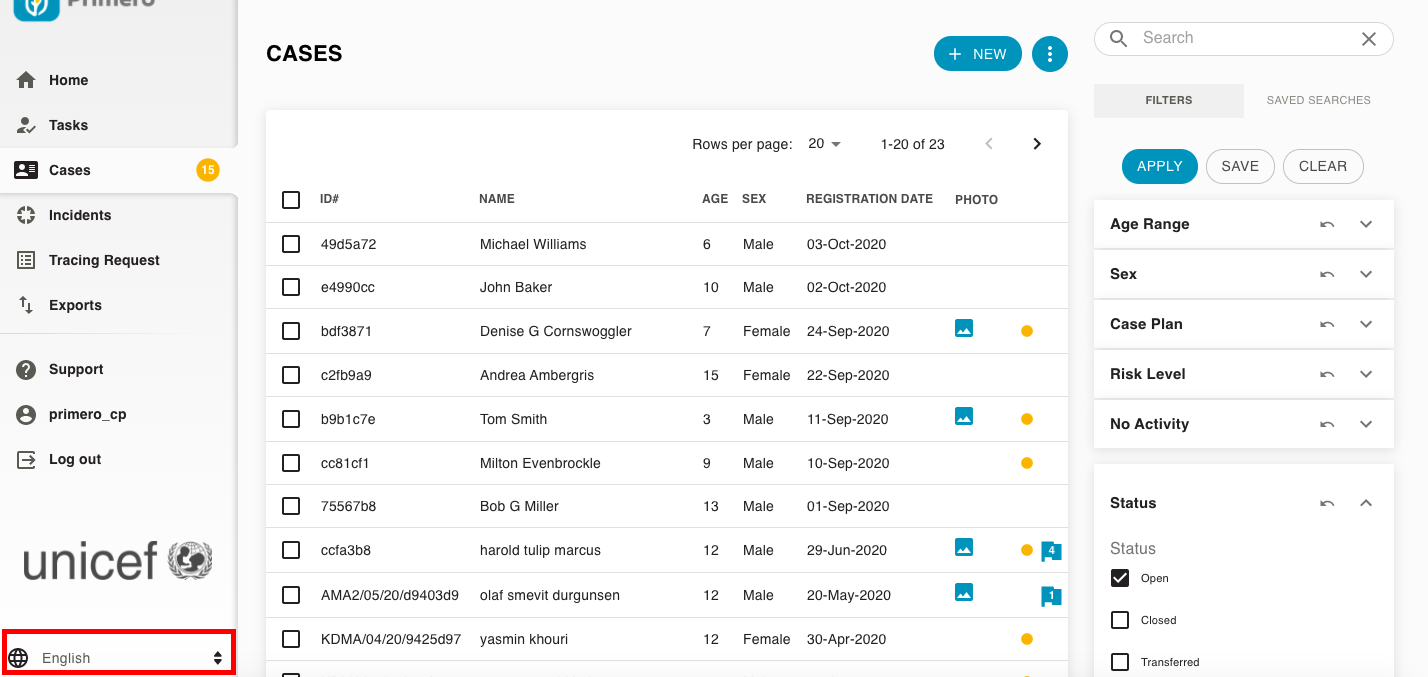 Primero
Home
Tasks
Cases 15
Incidents
Tracing Request
Exports
Support
primero_cp
Log out
unicef
English
CASES
+ NEW
Rows per page: 20 1-20 of 23
ID# NAME AGE SEX REGISTRATION DATE PHOTO
49d5a72 Michael Williams 6 Male 03-Oct-2020
e4990cc John Baker 10 Male 02-Oct-2020
bdf3871 Denise G Cornswoggler 7 Female 24-Sep-2020
c2fb9a9 Andrea Ambergris 15 Female 22-Sep-2020
b9b1c7e Tom Smith 3 Male 11-Sep-2020
cc81cf1 Milton Evenbrockle 9 Male 10-Sep-2020
75567b8 Bob G Miller 13 Male 01-Sep-2020
ccfa3b8 harold tulip marcus 12 Male 29-Jun-2020 4
AMA2/05/20/d9403d9 olaf smevit durgunsen 12 Male 20-May-2020 1
KDMA/04/20/9425d97 yasmin khouri 12 Female 30-Apr-2020
Search
FILTERS SAVED SEARCHES
APPLY SAVE CLEAR
Age Range
Sex
Case Plan
Risk Level
No Activity
Status
Status
Open
Closed
Transferred